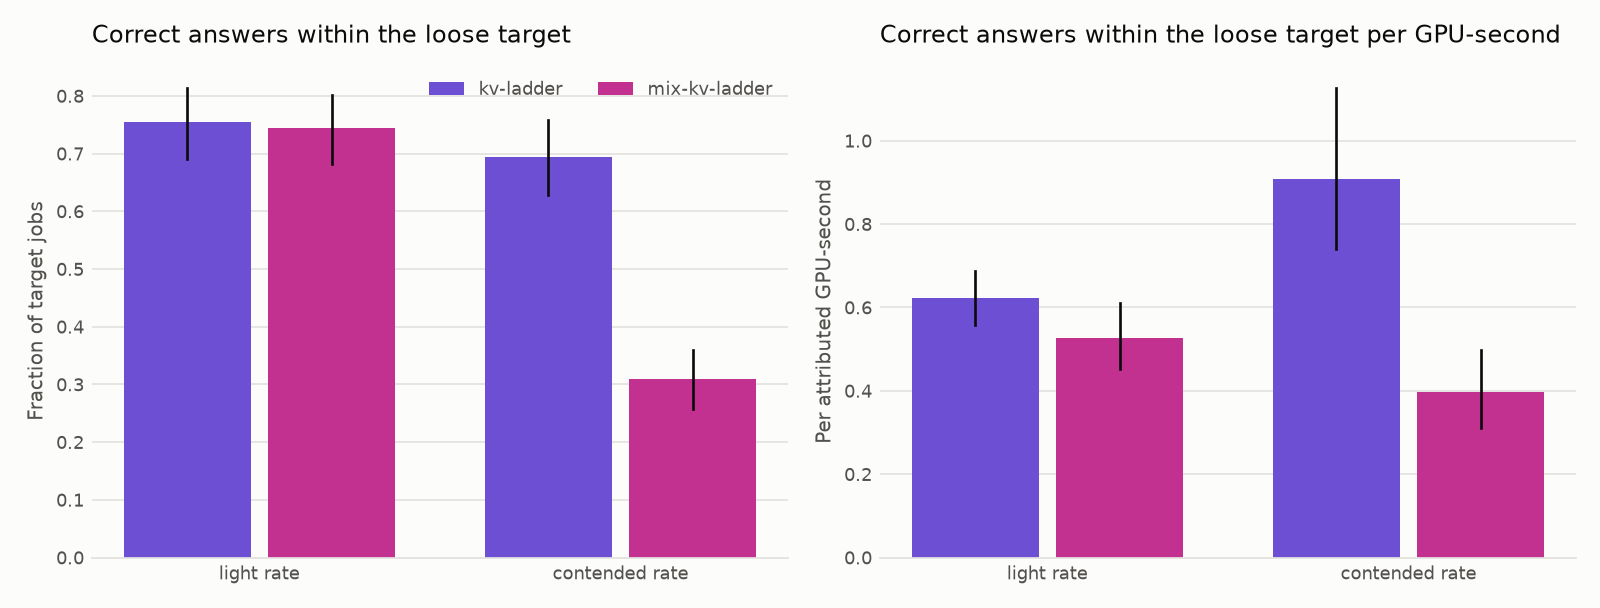 Correct answers within the loose target
kv-ladder
mix-kv-ladder
Fraction of target jobs
0.8
0.7
0.6
0.5
0.4
0.3
0.2
0.1
0.0
light rate
contended rate
Correct answers within the loose target per GPU-second
Per attributed GPU-second
1.0
0.8
0.6
0.4
0.2
0.0
light rate
contended rate